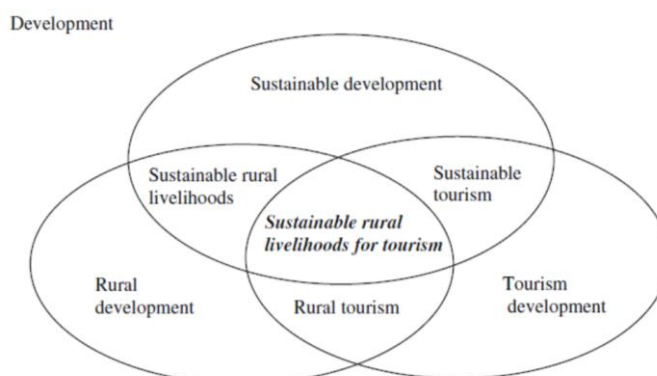 Development
Sustainable development
Sustainable rural
livelihoods
Sustainable
tourism
Sustainable rural
livelihoods for tourism
Rural
development
Rural tourism
Tourism
development